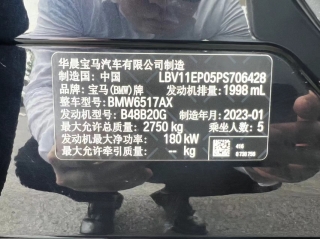 华晨宝马汽车有限公司制造
制造国：中国 LBV11EP05PS706428
品牌：宝马(BMW)牌 发动机排量：1998 mL
整车型号：BMW6517AX
发动机型号：B48B20G 制造年月：2023-01
最大允许总质量：2750 kg 乘坐人数：5
发动机最大净功率：180 kW
最大允许牵引质量：-- kg